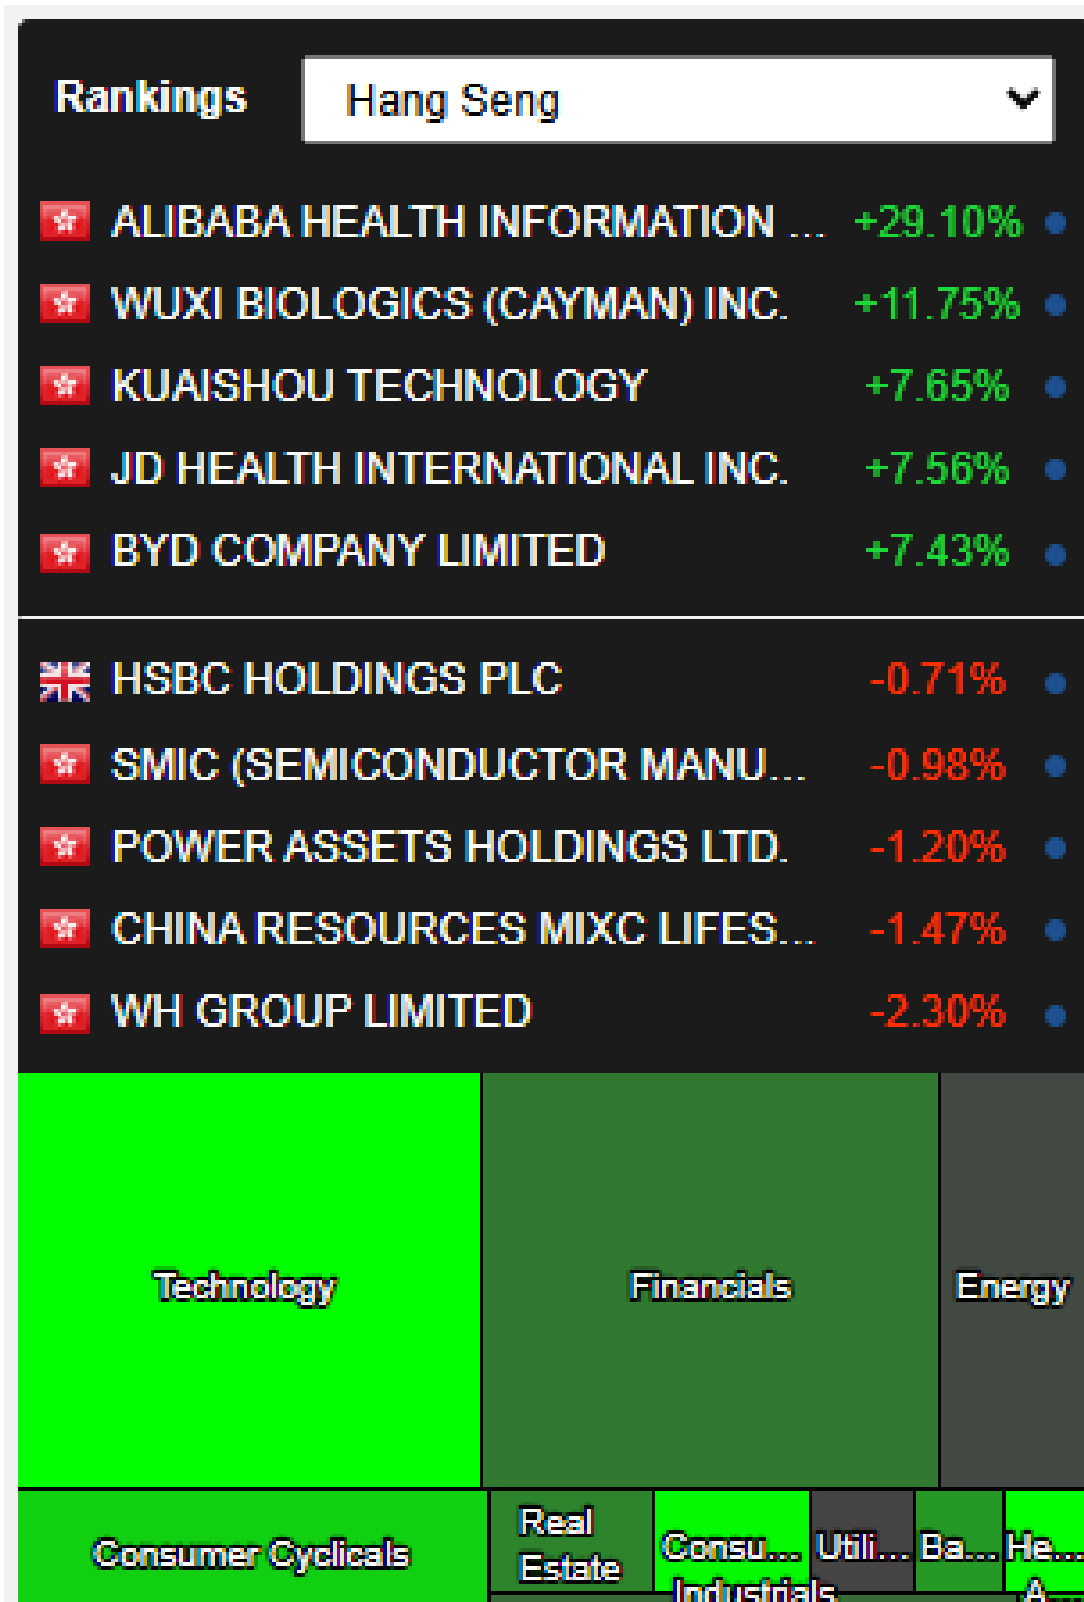 Rankings
Hang Seng
ALIBABA HEALTH INFORMATION ... +29.10%
WUXI BIOLOGICS (CAYMAN) INC. +11.75%
KUAISHOU TECHNOLOGY +7.65%
JD HEALTH INTERNATIONAL INC. +7.56%
BYD COMPANY LIMITED +7.43%
HSBC HOLDINGS PLC -0.71%
SMIC (SEMICONDUCTOR MANU... -0.98%
POWER ASSETS HOLDINGS LTD. -1.20%
CHINA RESOURCES MIXC LIFES... -1.47%
WH GROUP LIMITED -2.30%
Technology
Financials
Energy
Consumer Cyclicals
Real
Estate
Consu...
Utili...
Ba...
He...
Industrials
A...